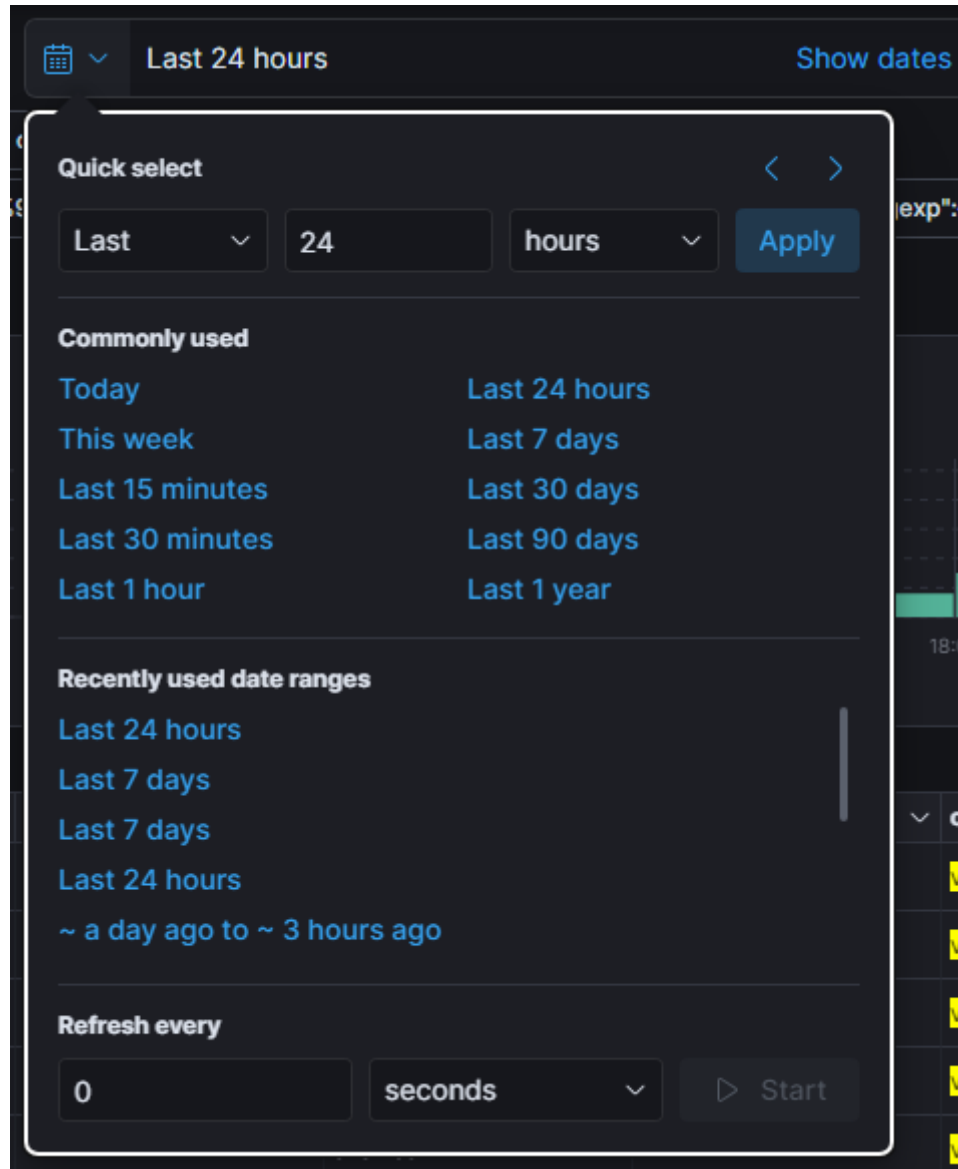 Last 24 hours Show dates
Quick select
Last 24 hours Apply
exp":
Commonly used
Today Last 24 hours
This week Last 7 days
Last 15 minutes Last 30 days
Last 30 minutes Last 90 days
Last 1 hour Last 1 year
18:
Recently used date ranges
Last 24 hours
Last 7 days
Last 7 days
Last 24 hours
~ a day ago to ~ 3 hours ago
Refresh every
0 seconds Start